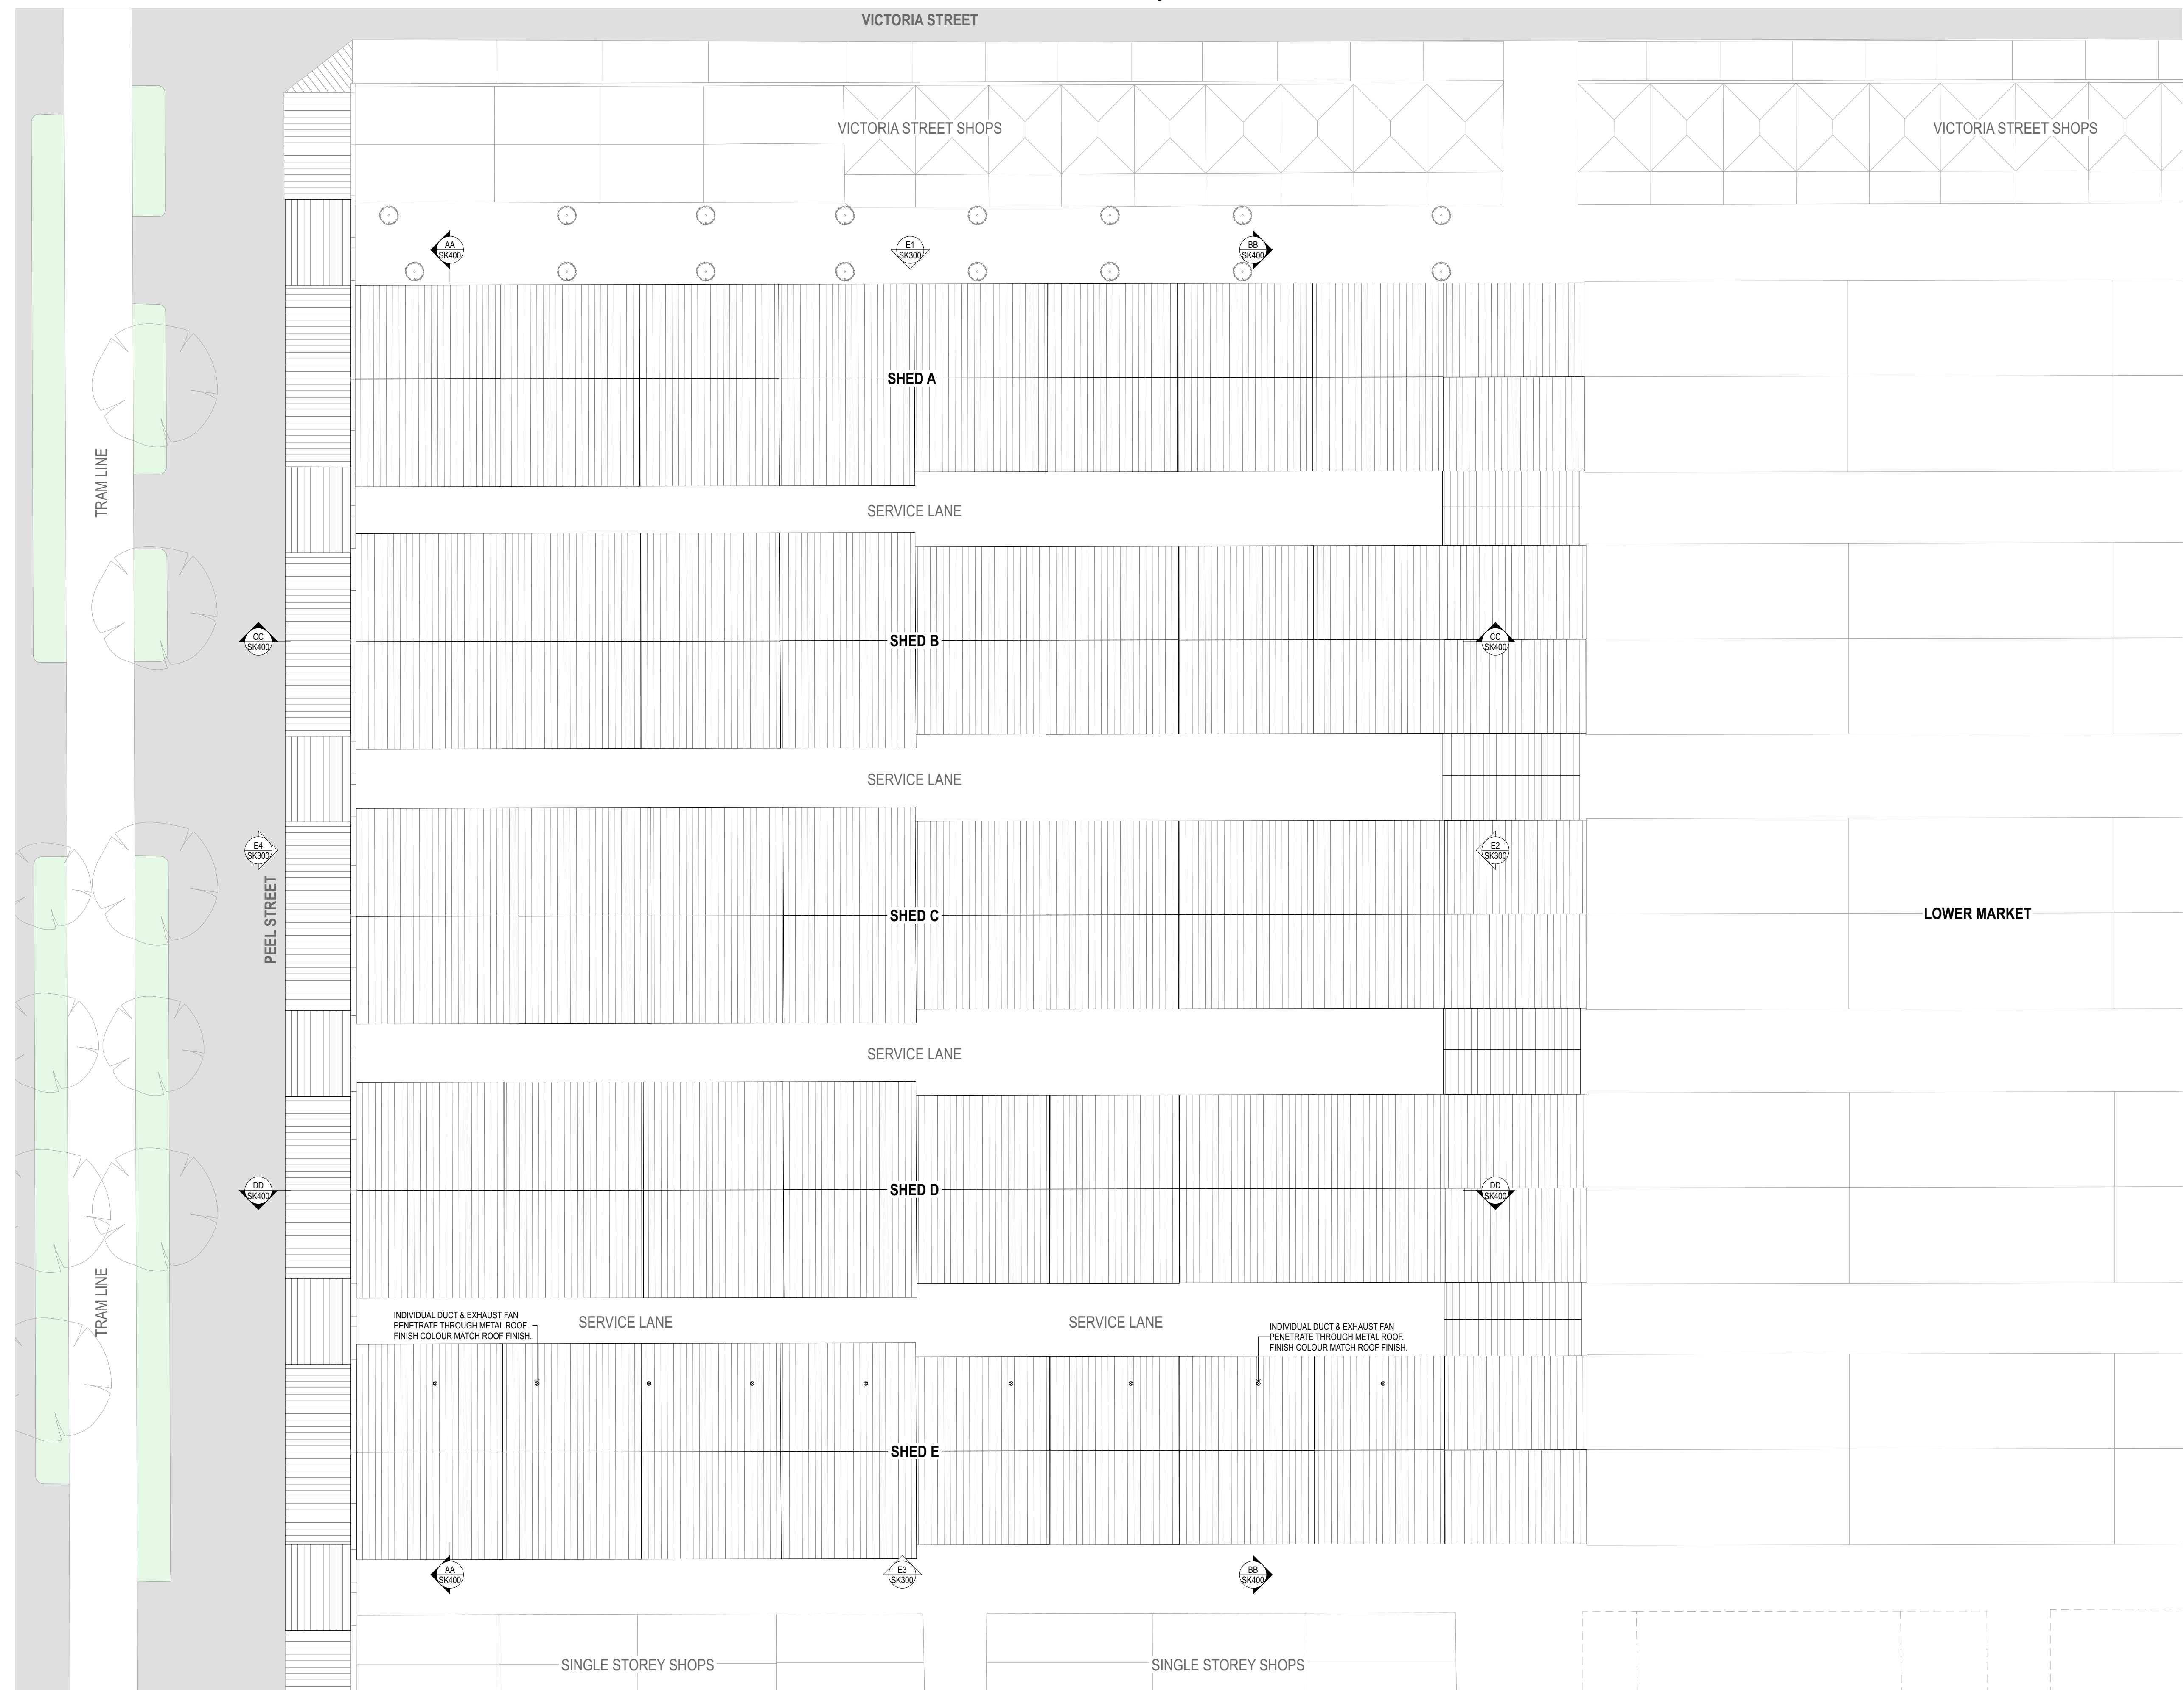 VICTORIA STREET
VICTORIA STREET SHOPS
VICTORIA STREET SHOPS
AA
SK400
E1
SK300
BB
SK400
SHED A
TRAM LINE
SERVICE LANE
CC
SK400
SHED B
CC
SK400
SERVICE LANE
E4
SK300
E2
SK300
PEEL STREET
SHED C
LOWER MARKET
SERVICE LANE
DD
SK400
SHED D
DD
SK400
TRAM LINE
INDIVIDUAL DUCT & EXHAUST FAN
PENETRATE THROUGH METAL ROOF.
FINISH COLOUR MATCH ROOF FINISH.
SERVICE LANE
SERVICE LANE
INDIVIDUAL DUCT & EXHAUST FAN
PENETRATE THROUGH METAL ROOF.
FINISH COLOUR MATCH ROOF FINISH.
SHED E
AA
SK400
E3
SK300
BB
SK400
SINGLE STOREY SHOPS
SINGLE STOREY SHOPS